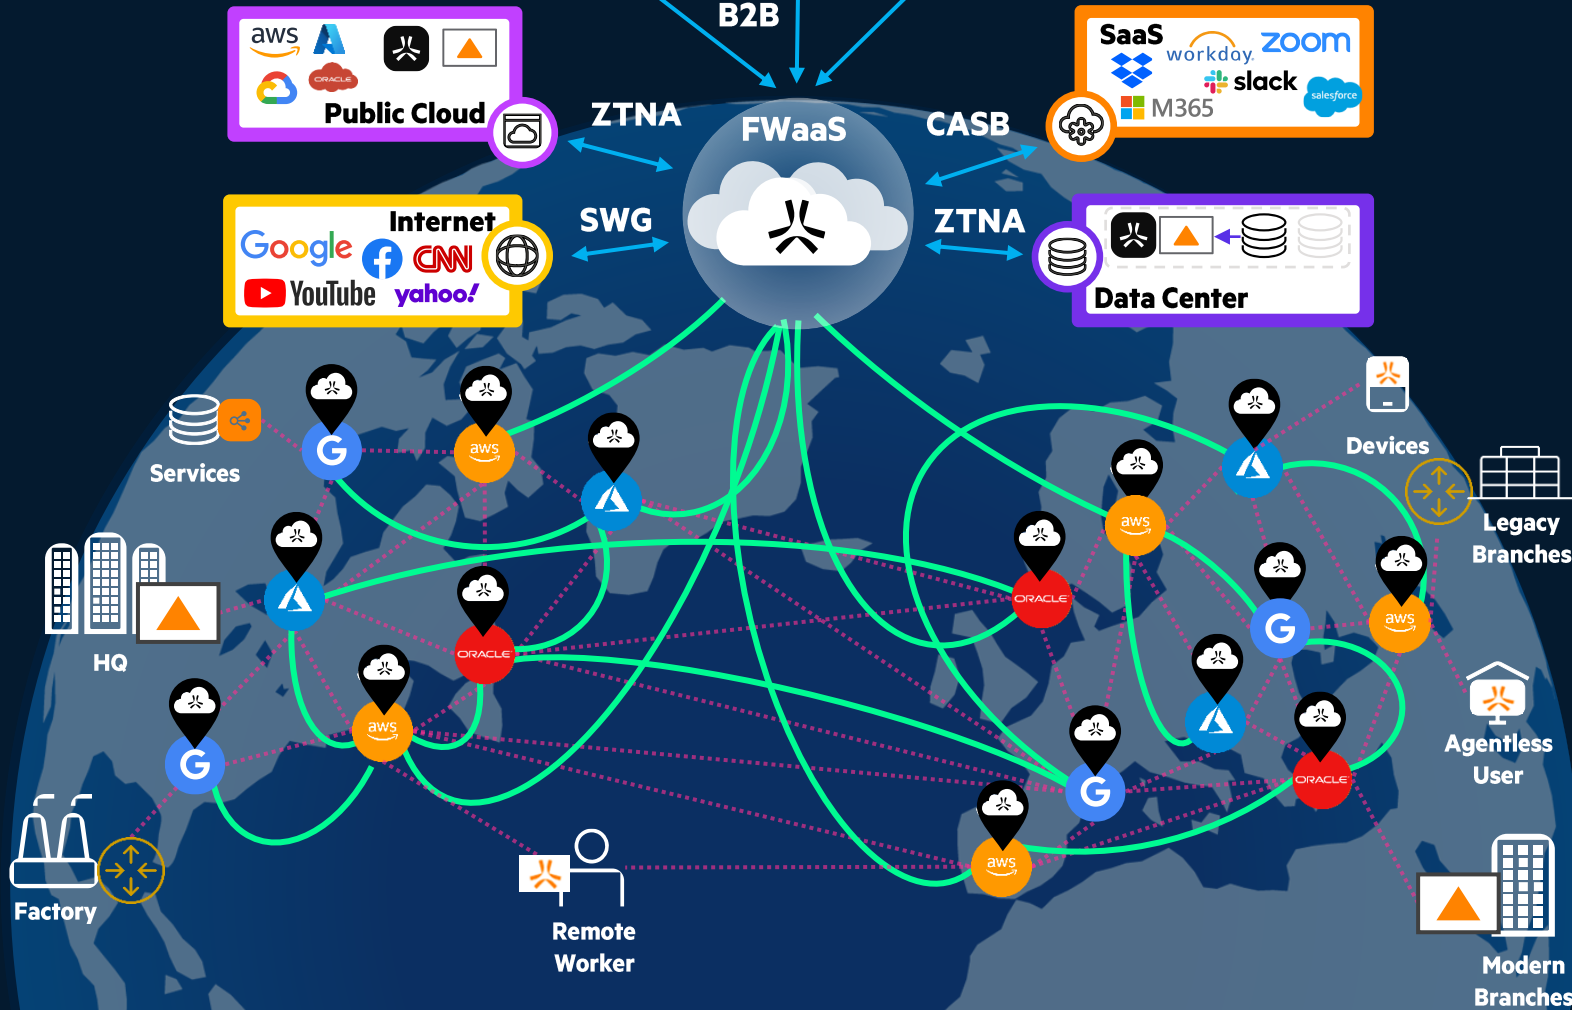 B2B
aws
ORACLE
Public Cloud
ZTNA
FWaaS
CASB
SaaS
workday.
zoom
slack
M365
salesforce
Internet
Google
CNN
YouTube
yahoo!
SWG
ZTNA
Data Center
Services
G
aws
Devices
aws
Legacy
Branches
HQ
ORACLE
ORACLE
G
aws
G
aws
Agentless
User
G
ORACLE
aws
Factory
Remote
Worker
Modern
Branches